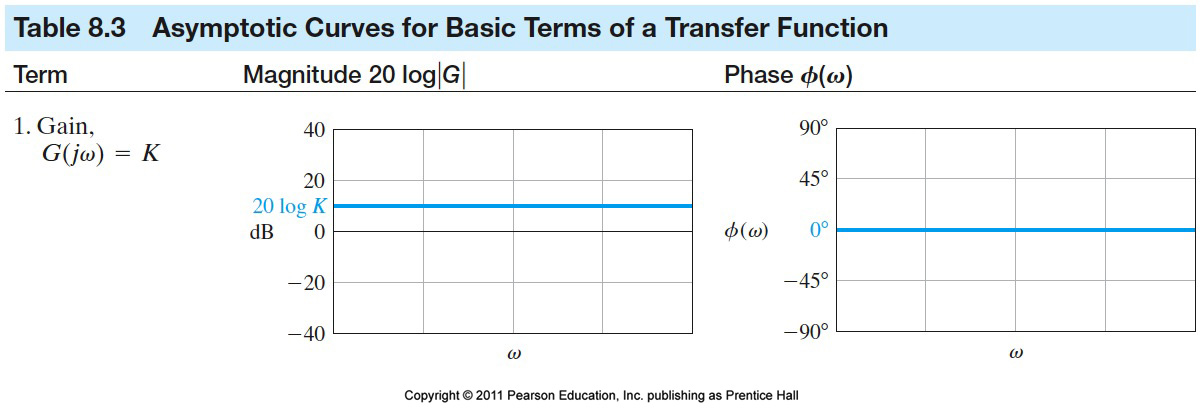 Table 8.3 Asymptotic Curves for Basic Terms of a Transfer Function
Term Magnitude 20 log|G| Phase ϕ(ω)
1. Gain,
G(jω) = K
40
20
20 log K
dB 0
−20
−40
ω
90°
45°
ϕ(ω) 0°
−45°
−90°
ω
Copyright © 2011 Pearson Education, Inc. publishing as Prentice Hall